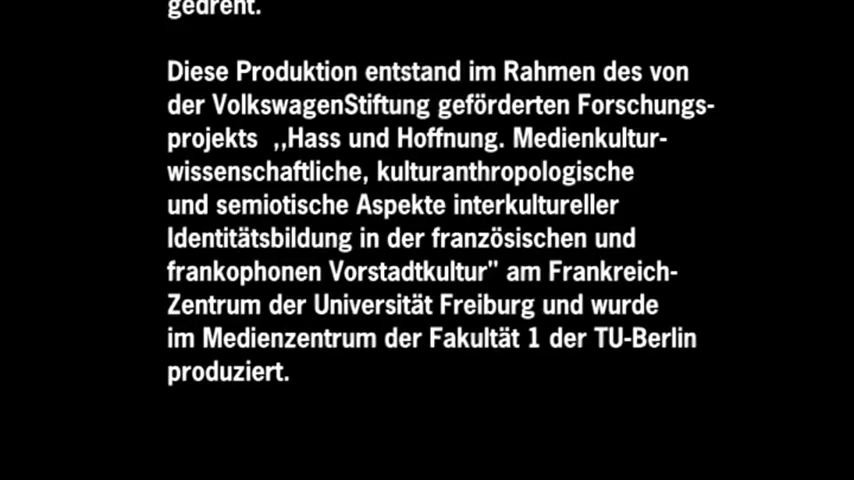 gedreht.
Diese Produktion entstand im Rahmen des von
der VolkswagenStiftung geförderten Forschungs-
projekts ,,Hass und Hoffnung. Medienkultur-
wissenschaftliche, kulturanthropologische
und semiotische Aspekte interkultureller
Identitätsbildung in der französischen und
frankophonen Vorstadtkultur" am Frankreich-
Zentrum der Universität Freiburg und wurde
im Medienzentrum der Fakultät 1 der TU-Berlin
produziert.